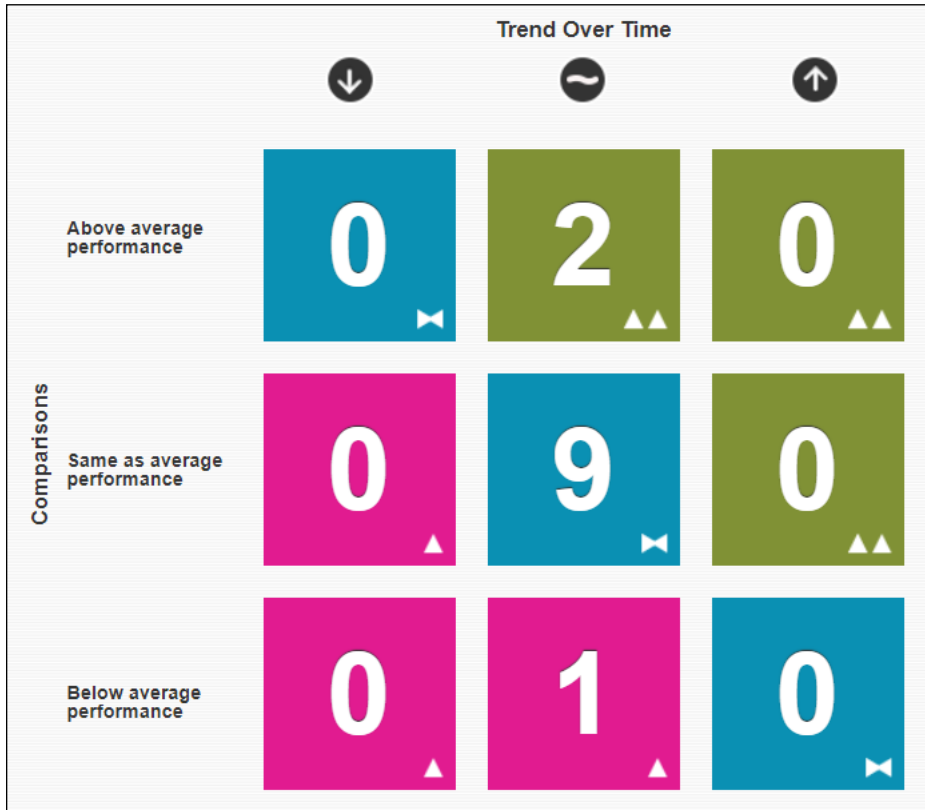 Trend Over Time
Above average
performance
0
2
0
Comparisons
Same as average
performance
0
9
0
Below average
performance
0
1
0